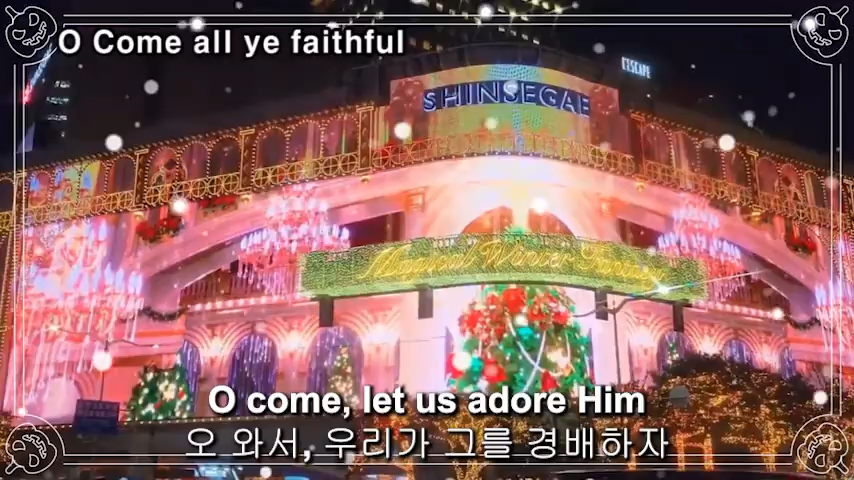 O Come all ye faithful
L'ESCAPE
SHINSEGAE
Magical Winter Fantasy
O come, let us adore Him
오 와서, 우리가 그를 경배하자